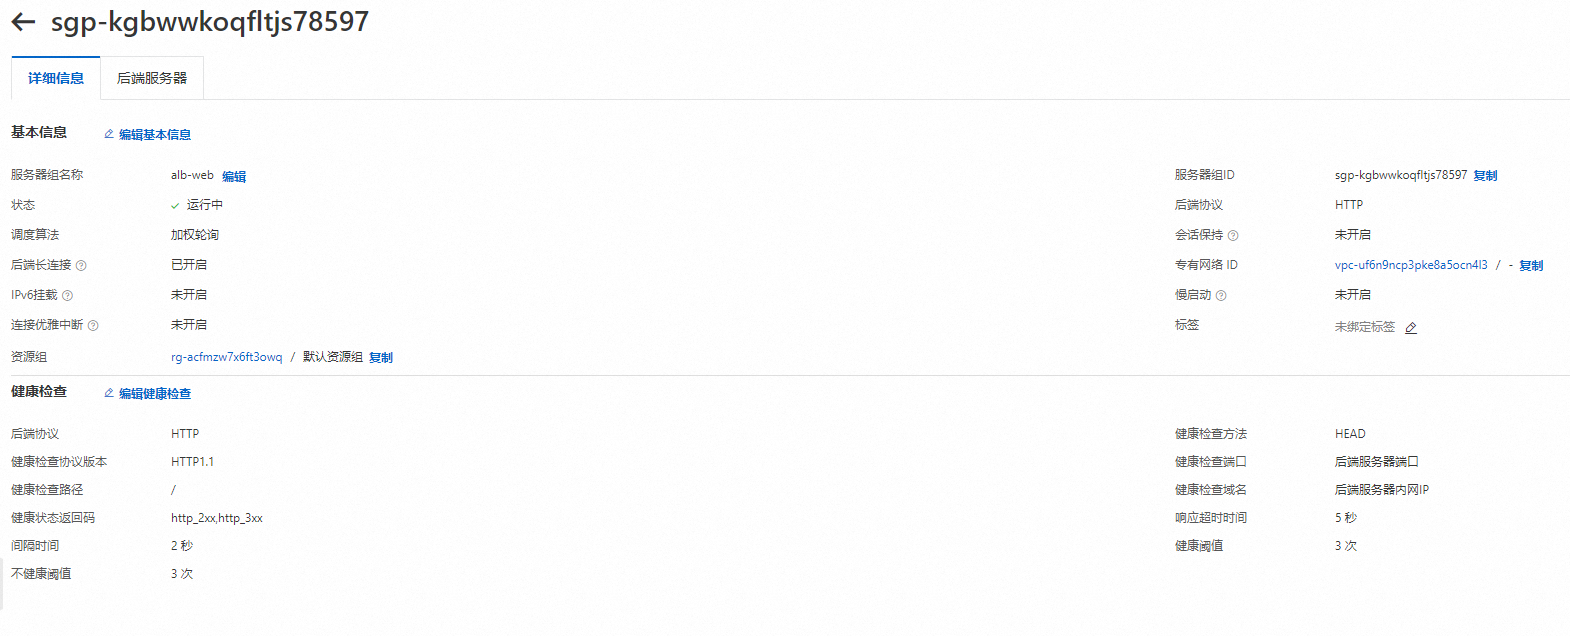 sgp-kgbwwkoqfltjs78597
详细信息 后端服务器
基本信息 编辑基本信息
服务器组名称 alb-web 编辑 服务器组ID sgp-kgbwwkoqfltjs78597 复制
状态 运行中 后端协议 HTTP
调度算法 加权轮询 会话保持 未开启
后端长连接 已开启 专有网络 ID vpc-uf6n9ncp3pke8a5ocn4l3 / - 复制
IPv6挂载 未开启 慢启动 未开启
连接优雅中断 未开启 标签 未绑定标签
资源组 rg-acfmzw7x6ft3owq / 默认资源组 复制
健康检查 编辑健康检查
后端协议 HTTP 健康检查方法 HEAD
健康检查协议版本 HTTP1.1 健康检查端口 后端服务器端口
健康检查路径 / 健康检查域名 后端服务器内网IP
健康状态返回码 http_2xx,http_3xx 响应超时时间 5 秒
间隔时间 2 秒 健康阈值 3 次
不健康阈值 3 次